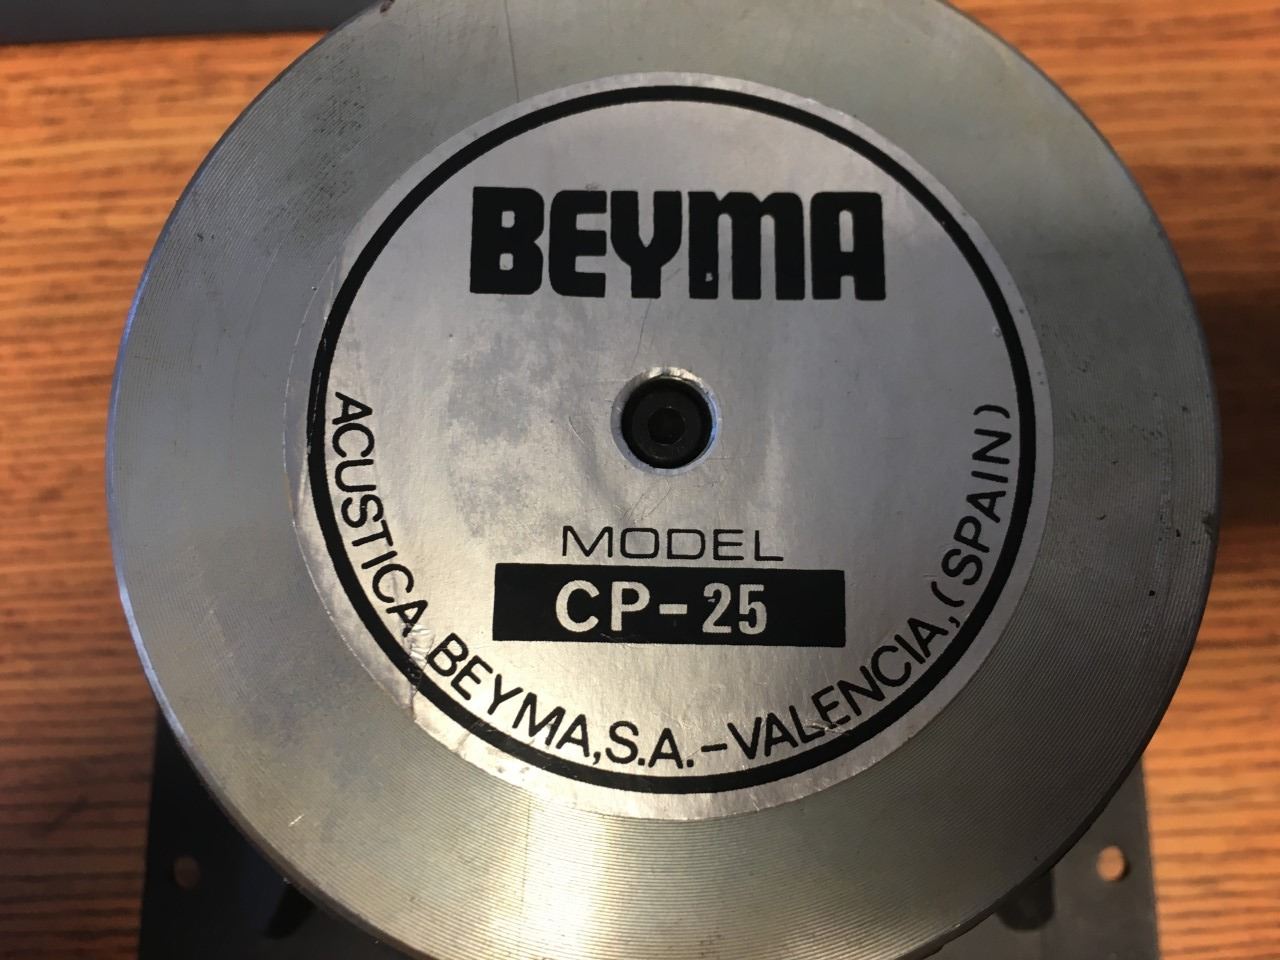 BEYMA
MODEL
CP-25
ACUSTICA BEYMA,S.A.-VALENCIA,(SPAIN)